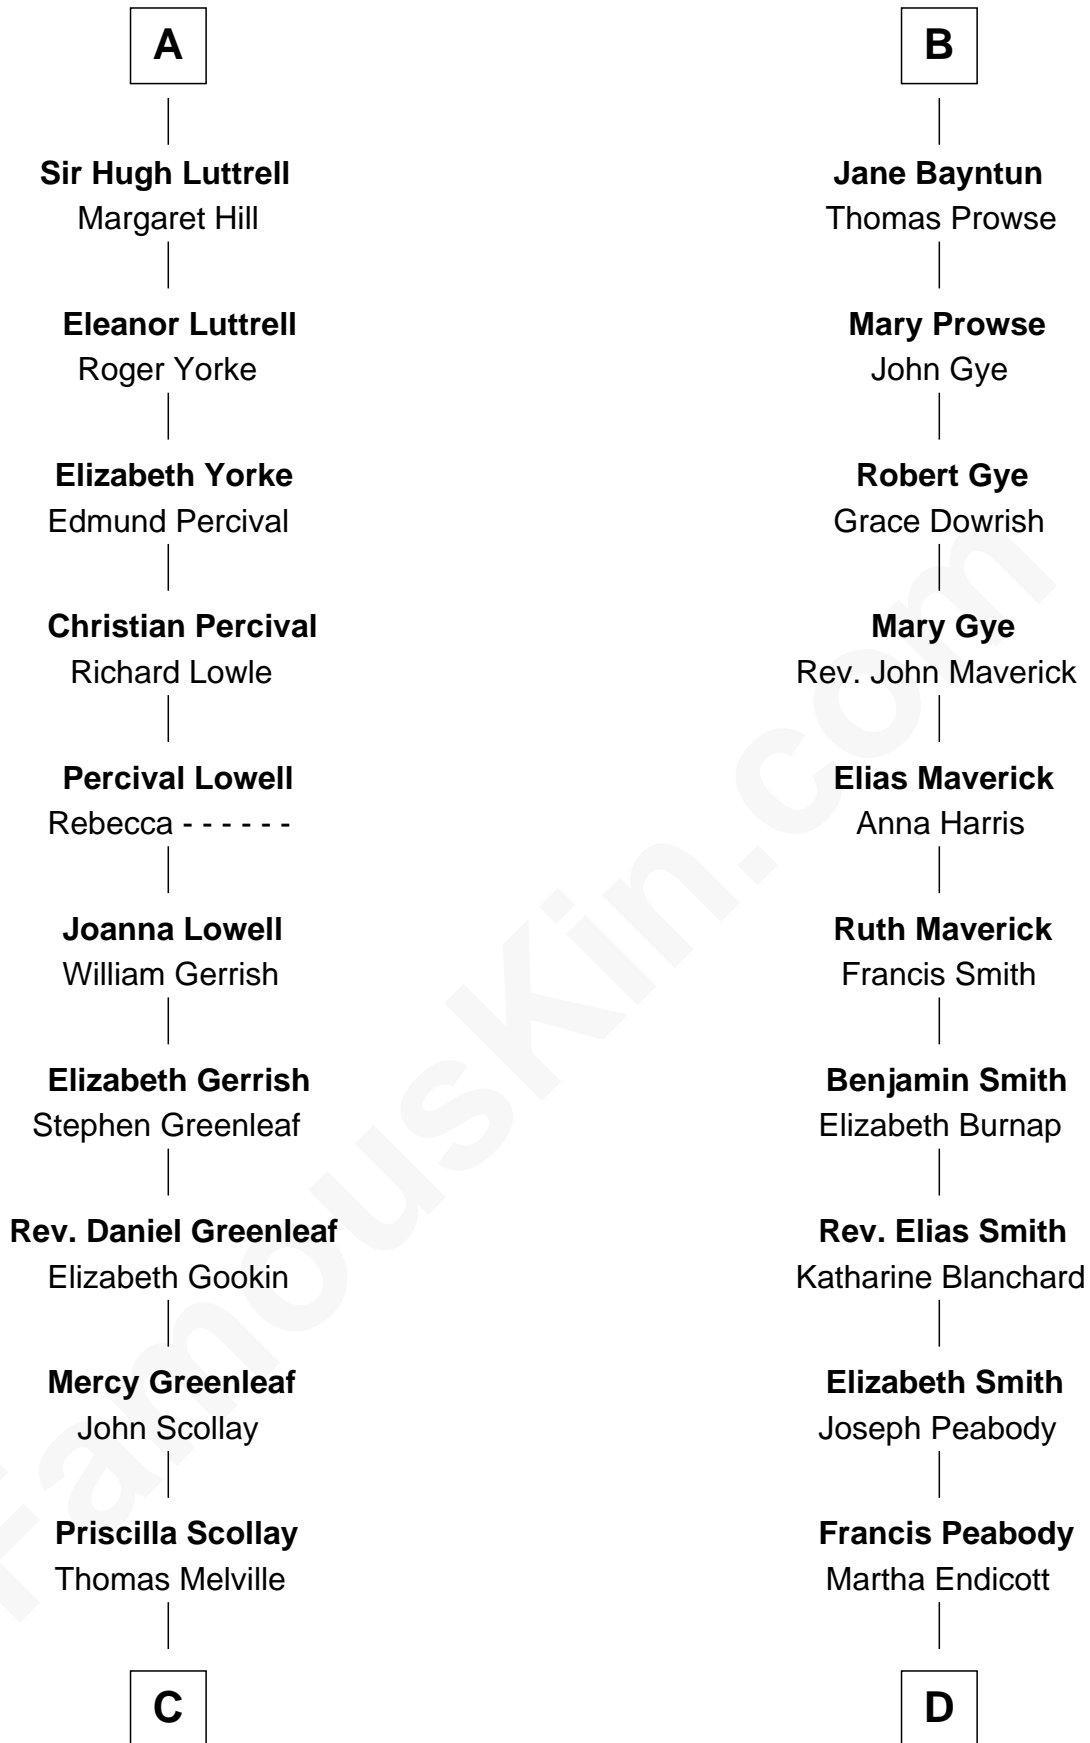 A
Sir Hugh Luttrell
Margaret Hill
Eleanor Luttrell
Roger Yorke
Elizabeth Yorke
Edmund Percival
Christian Percival
Richard Lowle
Percival Lowell
Rebecca - - - - - -
Joanna Lowell
William Gerrish
Elizabeth Gerrish
Stephen Greenleaf
Rev. Daniel Greenleaf
Elizabeth Gookin
Mercy Greenleaf
John Scollay
Priscilla Scollay
Thomas Melville
C
B
Jane Bayntun
Thomas Prowse
Mary Prowse
John Gye
Robert Gye
Grace Dowrish
Mary Gye
Rev. John Maverick
Elias Maverick
Anna Harris
Ruth Maverick
Francis Smith
Benjamin Smith
Elizabeth Burnap
Rev. Elias Smith
Katharine Blanchard
Elizabeth Smith
Joseph Peabody
Francis Peabody
Martha Endicott
D
FamousKin.com